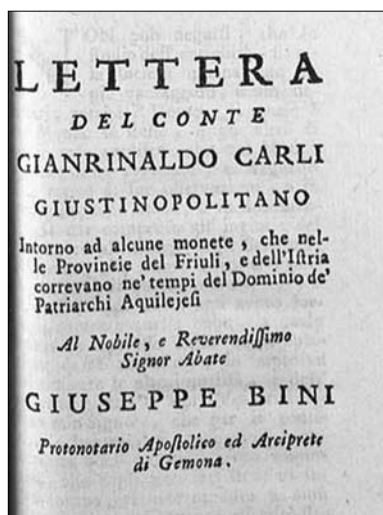 LETTERA
DEL CONTE
GIANRINALDO CARLI
GIUSTINOPOLITANO
Intorno ad alcune monete, che nel-
le Provincie del Friuli, e dell'Iſtria
correvano ne' tempi del Dominio de'
Patriarchi Aquilejeſi
Al Nobile, e Reverendiſſimo
Signor Abate
GIUSEPPE BINI
Protonotario Apoſtolico ed Arciprete
di Gemona.